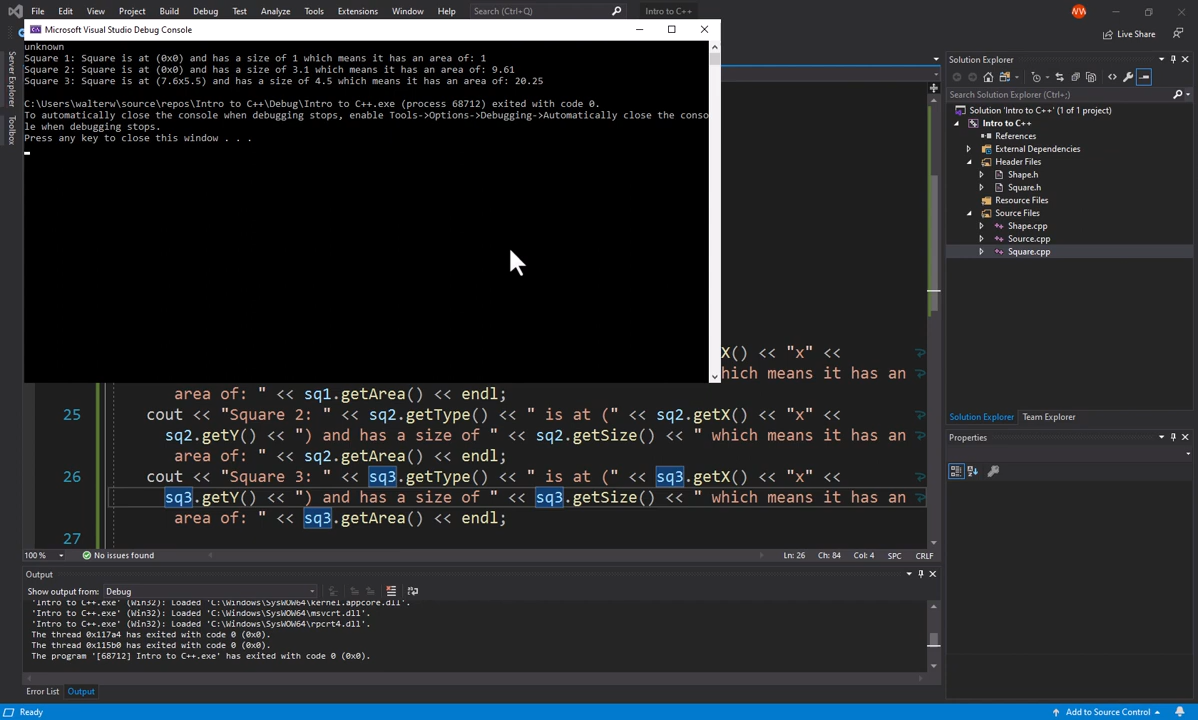 File Edit View Project Build Debug Test Analyze Tools Extensions Window Help Search (Ctrl+Q) Intro to C++
Live Share
Microsoft Visual Studio Debug Console
unknown
Square 1: Square is at (0x0) and has a size of 1 which means it has an area of: 1
Square 2: Square is at (0x0) and has a size of 3.1 which means it has an area of: 9.61
Square 3: Square is at (7.6x5.5) and has a size of 4.5 which means it has an area of: 20.25
C:\Users\walterw\source\repos\Intro to C++\Debug\Intro to C++.exe (process 68712) exited with code 0.
To automatically close the console when debugging stops, enable Tools->Options->Debugging->Automatically close the conso
le when debugging stops.
Press any key to close this window . . .
Server Explorer
Toolbox
X() << "x" <<
hich means it has an
area of: " << sq1.getArea() << endl;
25 cout << "Square 2: " << sq2.getType() << " is at (" << sq2.getX() << "x" <<
sq2.getY() << ") and has a size of " << sq2.getSize() << " which means it has an
area of: " << sq2.getArea() << endl;
26 cout << "Square 3: " << sq3.getType() << " is at (" << sq3.getX() << "x" <<
sq3.getY() << ") and has a size of " << sq3.getSize() << " which means it has an
area of: " << sq3.getArea() << endl;
27
100 % No issues found Ln: 26 Ch: 84 Col: 4 SPC CRLF
Output
Show output from: Debug
'Intro to C++.exe' (Win32): Loaded 'C:\Windows\SysWOW64\kernel.appcore.dll'.
'Intro to C++.exe' (Win32): Loaded 'C:\Windows\SysWOW64\msvcrt.dll'.
'Intro to C++.exe' (Win32): Loaded 'C:\Windows\SysWOW64\rpcrt4.dll'.
The thread 0x117a4 has exited with code 0 (0x0).
The thread 0x115b0 has exited with code 0 (0x0).
The program '[68712] Intro to C++.exe' has exited with code 0 (0x0).
Error List Output
Ready
Solution Explorer
Search Solution Explorer (Ctrl+;)
Solution 'Intro to C++' (1 of 1 project)
Intro to C++
References
External Dependencies
Header Files
Shape.h
Square.h
Resource Files
Source Files
Shape.cpp
Source.cpp
Square.cpp
Solution Explorer Team Explorer
Properties
Add to Source Control